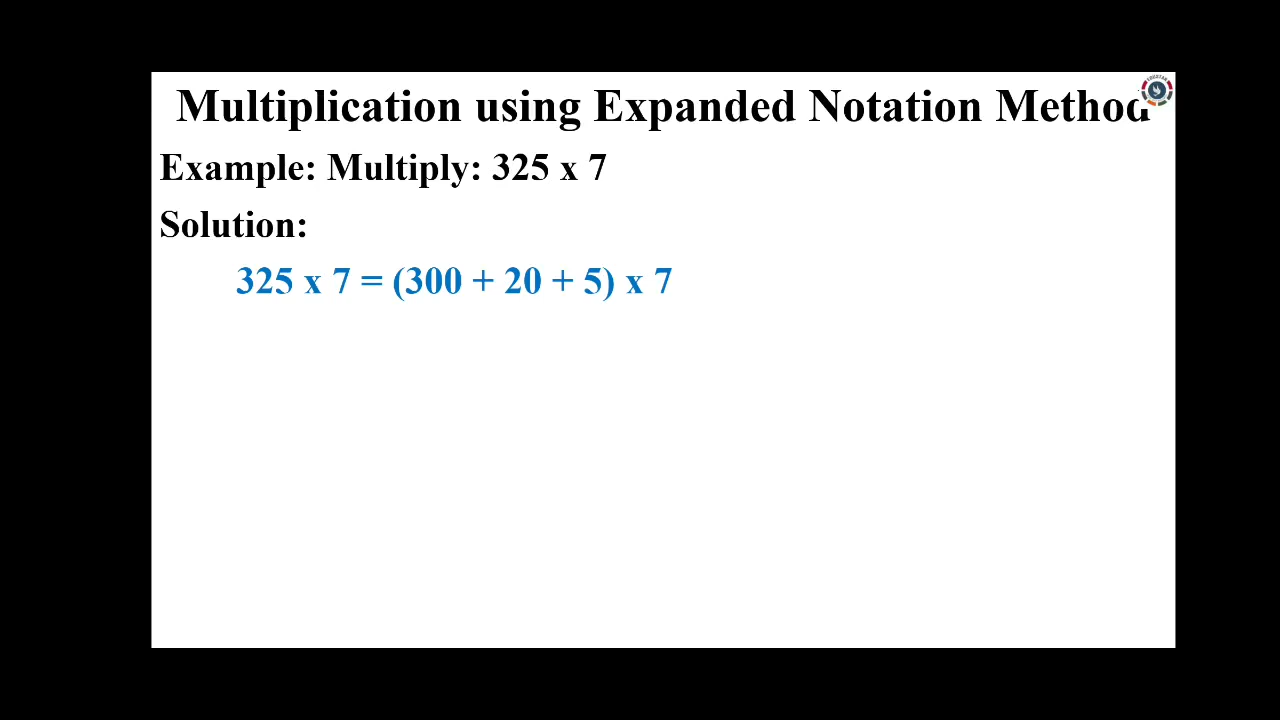 Multiplication using Expanded Notation Method
Example: Multiply: 325 x 7
Solution:
325 x 7 = (300 + 20 + 5) x 7